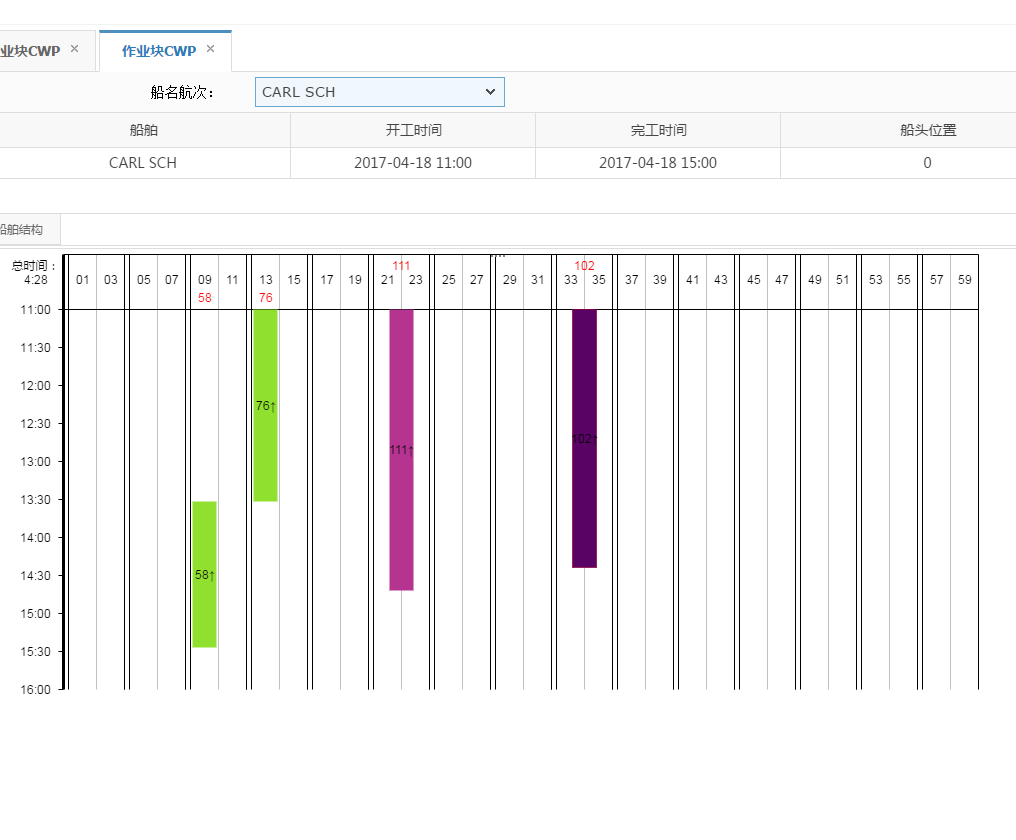 业块CWP × 作业块CWP ×
船名航次： CARL SCH
船舶 开工时间 完工时间 船头位置
CARL SCH 2017-04-18 11:00 2017-04-18 15:00 0
船舶结构
总时间： 111 102
4:28 01 03 05 07 09 11 13 15 17 19 21 23 25 27 29 31 33 35 37 39 41 43 45 47 49 51 53 55 57 59
58 76
11:00
11:30
12:00
76↑
12:30
102↑
111↑
13:00
13:30
14:00
14:30 58↑
15:00
15:30
16:00